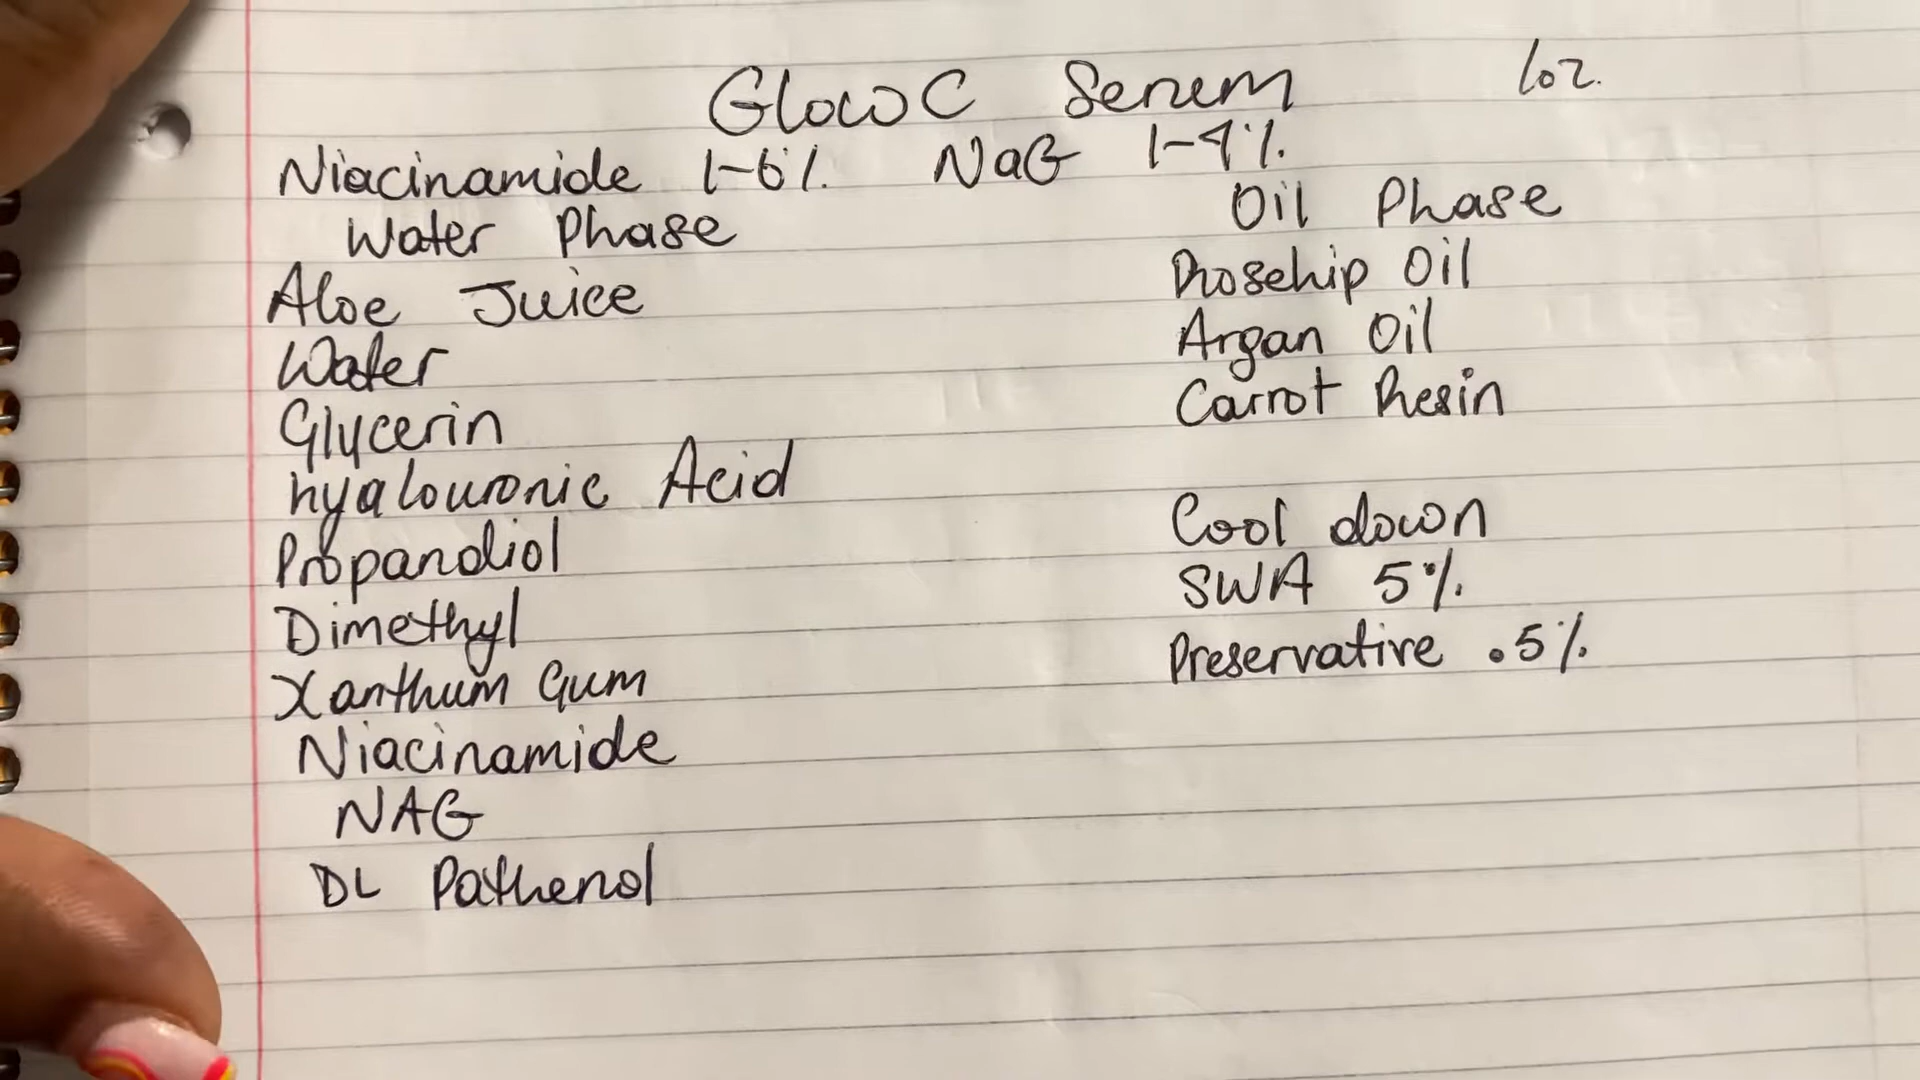 GlowC Serum 1oz.
Niacinamide 1-6% NaG 1-4%
Water Phase
Aloe Juice
Water
Glycerin
hyalouronic Acid
Propandiol
Dimethyl
Xanthum Gum
Niacinamide
NAG
DL Pathenol
Oil Phase
Rosehip Oil
Argan Oil
Carrot Resin
Cool down
SWA 5%
Preservative .5%